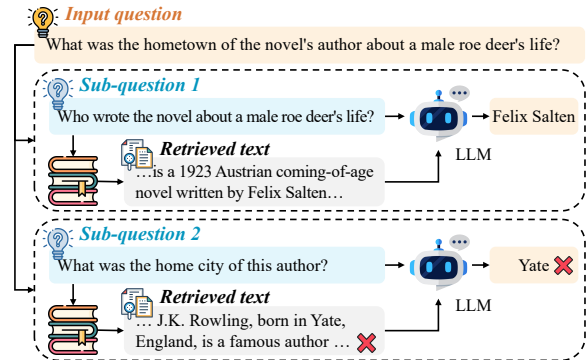 Input question
What was the hometown of the novel's author about a male roe deer's life?
Sub-question 1
Who wrote the novel about a male roe deer's life?
Felix Salten
Retrieved text
LLM
…is a 1923 Austrian coming-of-age
novel written by Felix Salten…
Sub-question 2
What was the home city of this author?
Yate
Retrieved text
LLM
… J.K. Rowling, born in Yate,
England, is a famous author …